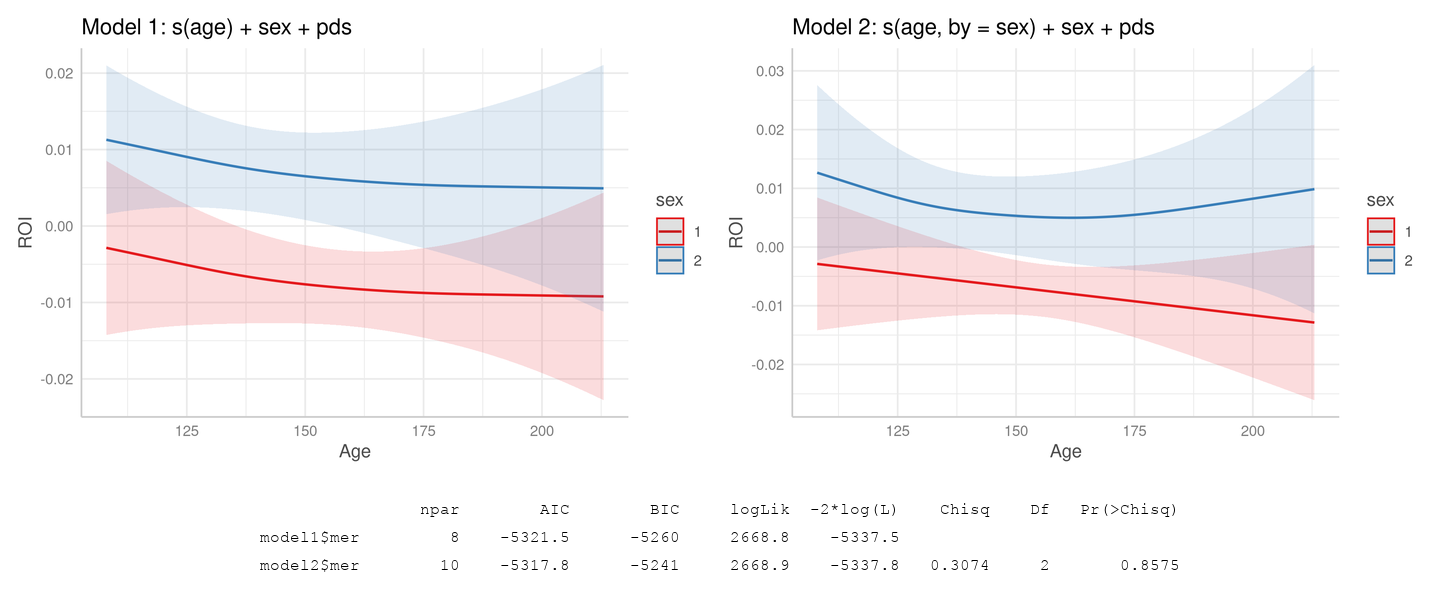 Model 1: s(age) + sex + pds
0.02
0.01
0.00
-0.01
-0.02
ROI
125 150 175 200
Age
sex
1
2
Model 2: s(age, by = sex) + sex + pds
0.03
0.02
0.01
0.00
-0.01
-0.02
ROI
125 150 175 200
Age
sex
1
2
npar AIC BIC logLik -2*log(L) Chisq Df Pr(>Chisq)
model1$mer 8 -5321.5 -5260 2668.8 -5337.5
model2$mer 10 -5317.8 -5241 2668.9 -5337.8 0.3074 2 0.8575